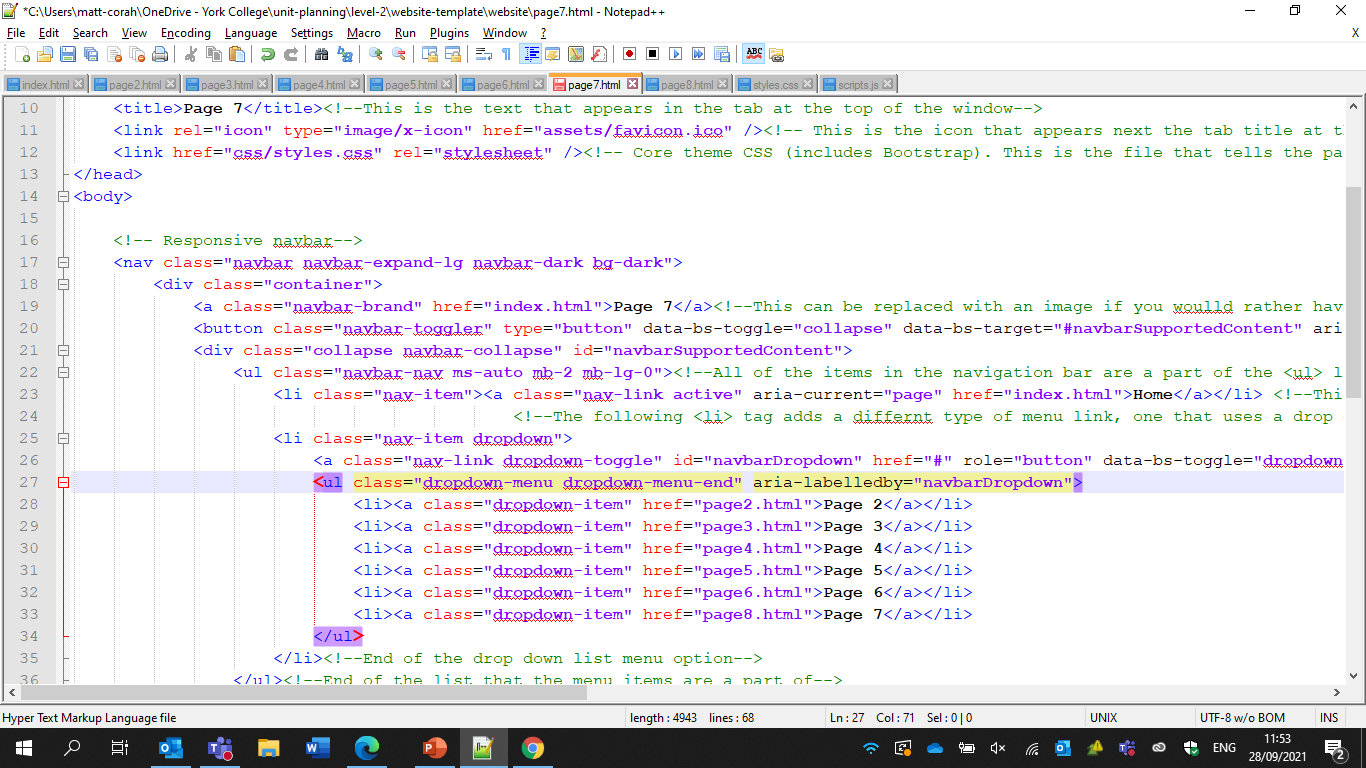 *C:\Users\matt-corah\OneDrive - York College\unit-planning\level-2\website-template\website\page7.html - Notepad++
File Edit Search View Encoding Language Settings Macro Run Plugins Window ? X
ABC
index.html page2.html page3.html page4.html page5.html page6.html page7.html page8.html styles.css scripts.js
10 <title>Page 7</title><!--This is the text that appears in the tab at the top of the window-->
11 <link rel="icon" type="image/x-icon" href="assets/favicon.ico" /><!-- This is the icon that appears next the tab title at t
12 <link href="css/styles.css" rel="stylesheet" /><!-- Core theme CSS (includes Bootstrap). This is the file that tells the pa
13 </head>
14 <body>
15
16 <!-- Responsive navbar-->
17 <nav class="navbar navbar-expand-lg navbar-dark bg-dark">
18 <div class="container">
19 <a class="navbar-brand" href="index.html">Page 7</a><!--This can be replaced with an image if you woulld rather hav
20 <button class="navbar-toggler" type="button" data-bs-toggle="collapse" data-bs-target="#navbarSupportedContent" ari
21 <div class="collapse navbar-collapse" id="navbarSupportedContent">
22 <ul class="navbar-nav ms-auto mb-2 mb-lg-0"><!--All of the items in the navigation bar are a part of the <ul> l
23 <li class="nav-item"><a class="nav-link active" aria-current="page" href="index.html">Home</a></li> <!--Thi
24 <!--The following <li> tag adds a differnt type of menu link, one that uses a drop
25 <li class="nav-item dropdown">
26 <a class="nav-link dropdown-toggle" id="navbarDropdown" href="#" role="button" data-bs-toggle="dropdown
27 <ul class="dropdown-menu dropdown-menu-end" aria-labelledby="navbarDropdown">
28 <li><a class="dropdown-item" href="page2.html">Page 2</a></li>
29 <li><a class="dropdown-item" href="page3.html">Page 3</a></li>
30 <li><a class="dropdown-item" href="page4.html">Page 4</a></li>
31 <li><a class="dropdown-item" href="page5.html">Page 5</a></li>
32 <li><a class="dropdown-item" href="page6.html">Page 6</a></li>
33 <li><a class="dropdown-item" href="page8.html">Page 7</a></li>
34 </ul>
35 </li><!--End of the drop down list menu option-->
36 </ul><!--End of the list that the menu items are a part of-->
Hyper Text Markup Language file length : 4943 lines : 68 Ln : 27 Col : 71 Sel : 0 | 0 UNIX UTF-8 w/o BOM INS
ENG 11:53
28/09/2021 2